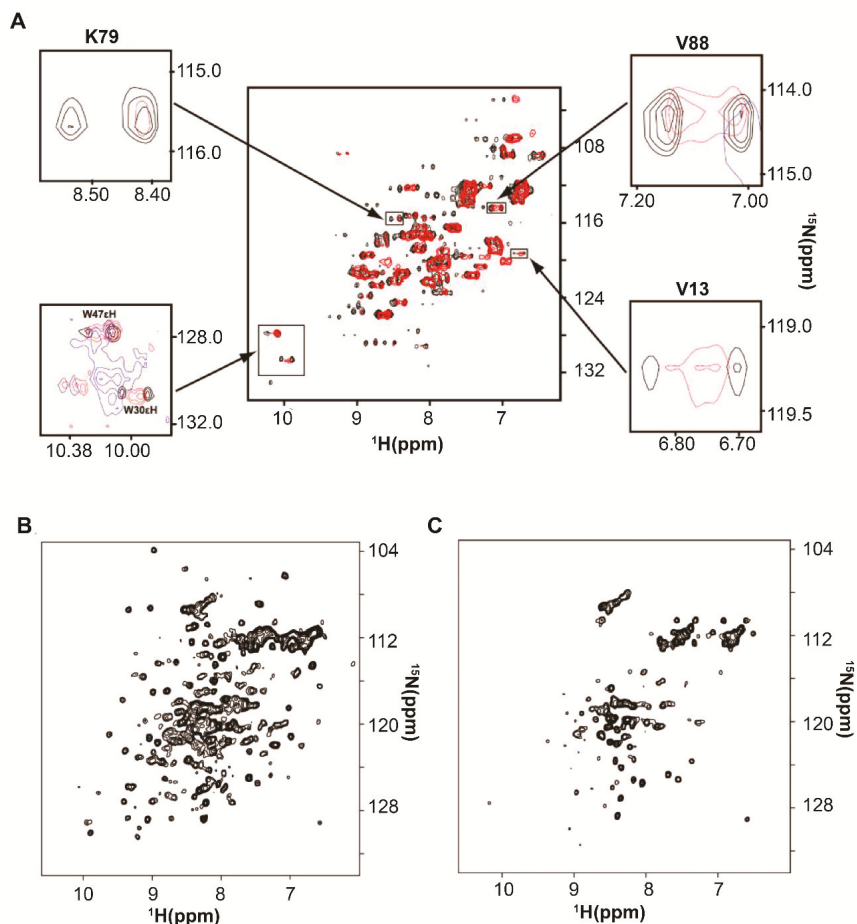 A
K79
115.0
116.0
8.50 8.40
V88
114.0
115.0
7.20 7.00
108
116
124
132
¹⁵N(ppm)
10 9 8 7
¹H(ppm)
W47εH
W30εH
128.0
132.0
10.38 10.00
V13
119.0
119.5
6.80 6.70
B
104
112
120
128
¹⁵N(ppm)
10 9 8 7
¹H(ppm)
C
104
112
120
128
¹⁵N(ppm)
10 9 8 7
¹H(ppm)